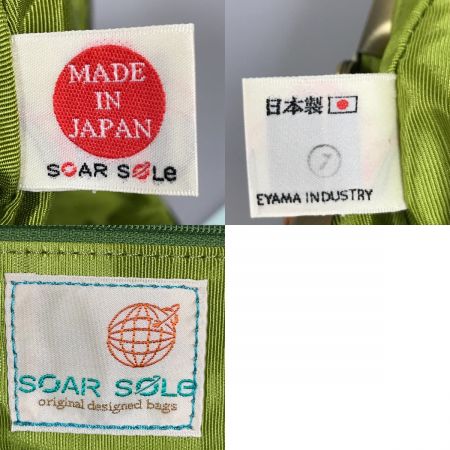 MADE
IN
JAPAN
SOAR SOLe
日本製
7
EYAMA INDUSTRY
SOAR SOLe
original designed bags